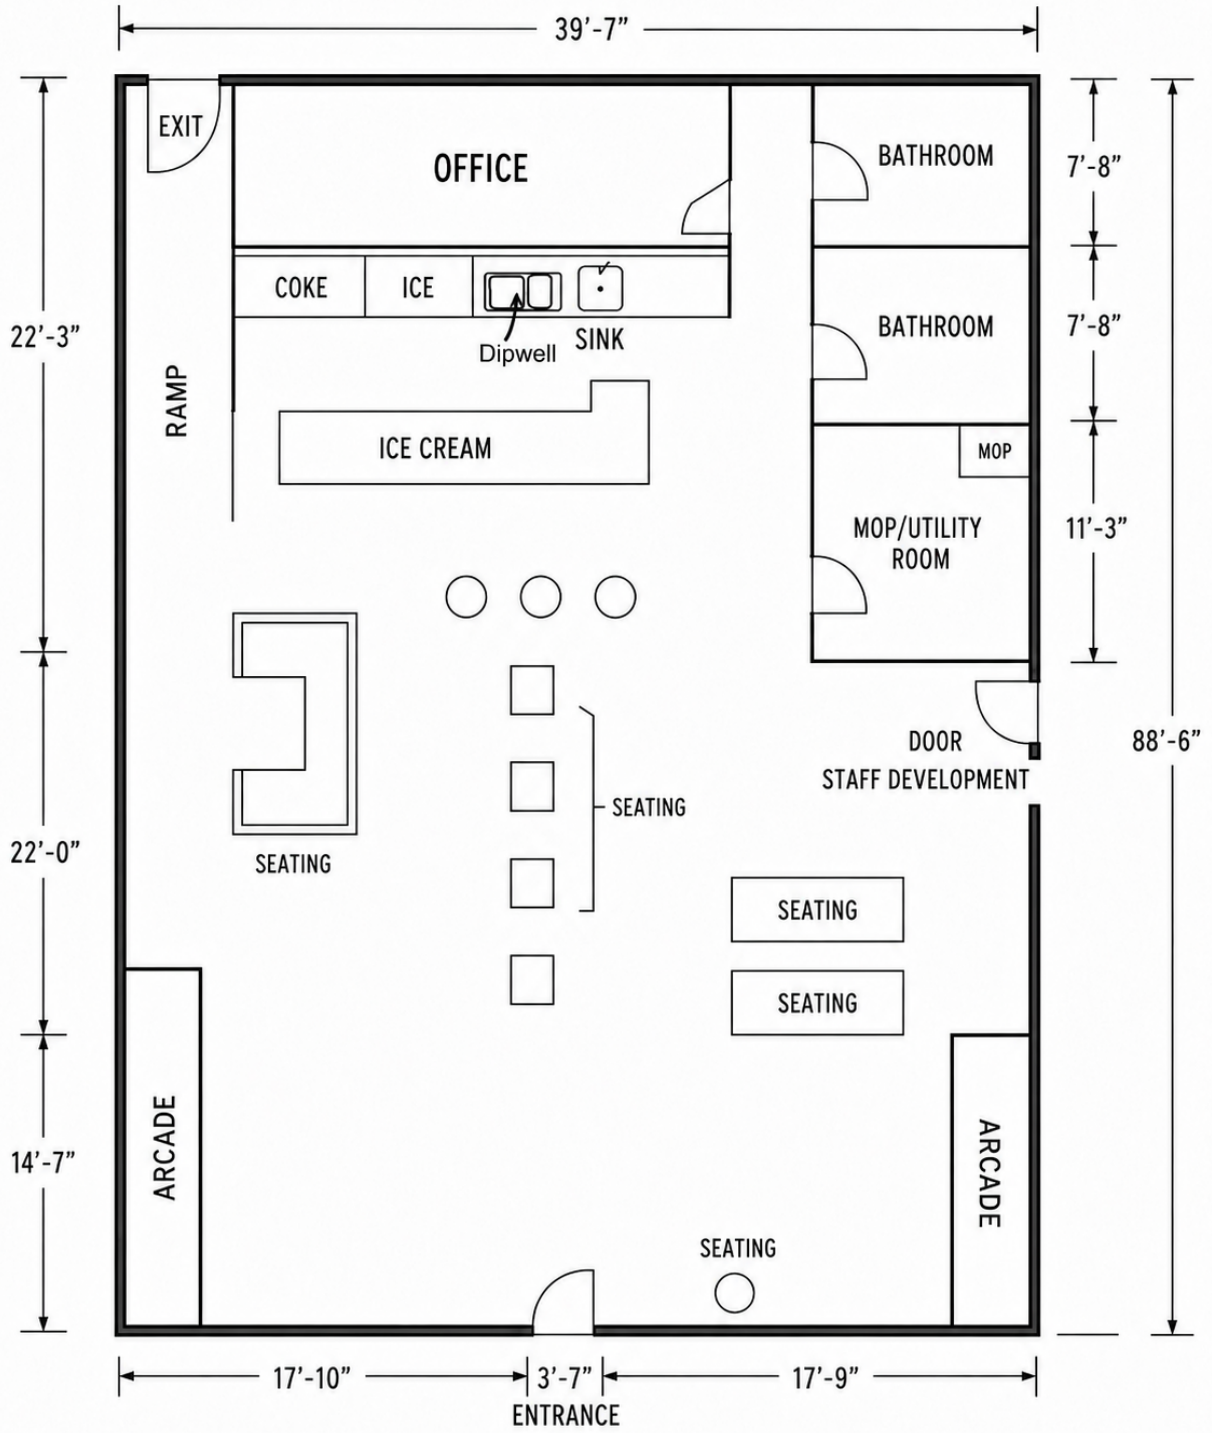 39’-7”
EXIT
OFFICE
BATHROOM
7’-8”
COKE
ICE
Dipwell
SINK
BATHROOM
7’-8”
22’-3”
RAMP
ICE CREAM
MOP
MOP/UTILITY
ROOM
11’-3”
DOOR
STAFF DEVELOPMENT
88’-6”
SEATING
22’-0”
SEATING
SEATING
SEATING
ARCADE
14’-7”
ARCADE
SEATING
17’-10”
3’-7”
17’-9”
ENTRANCE